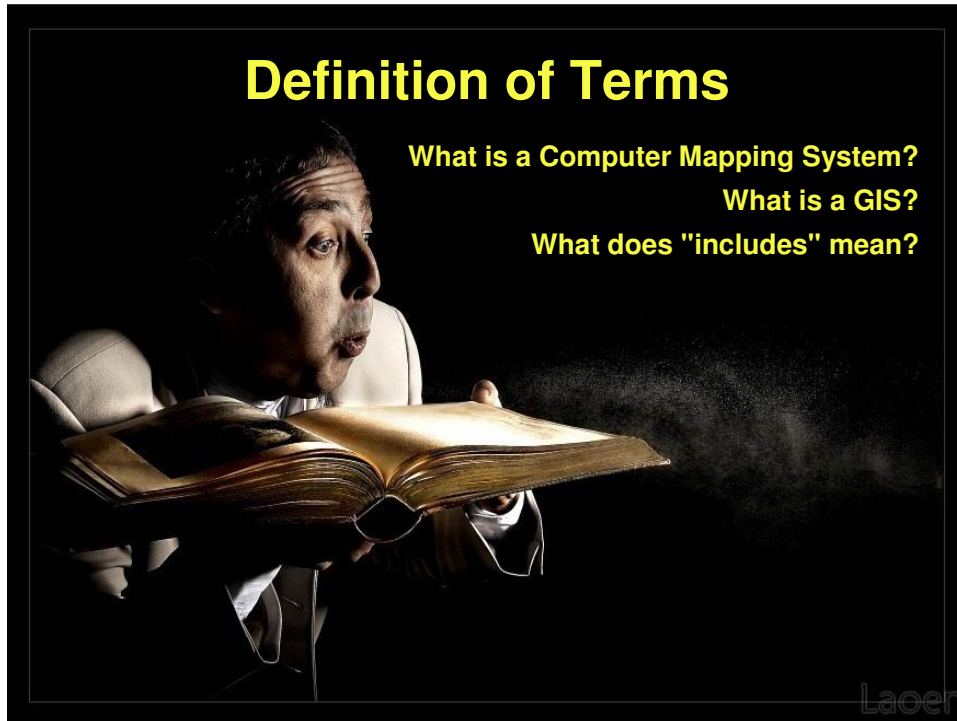 Definition of Terms
What is a Computer Mapping System?
What is a GIS?
What does "includes" mean?
Laoer